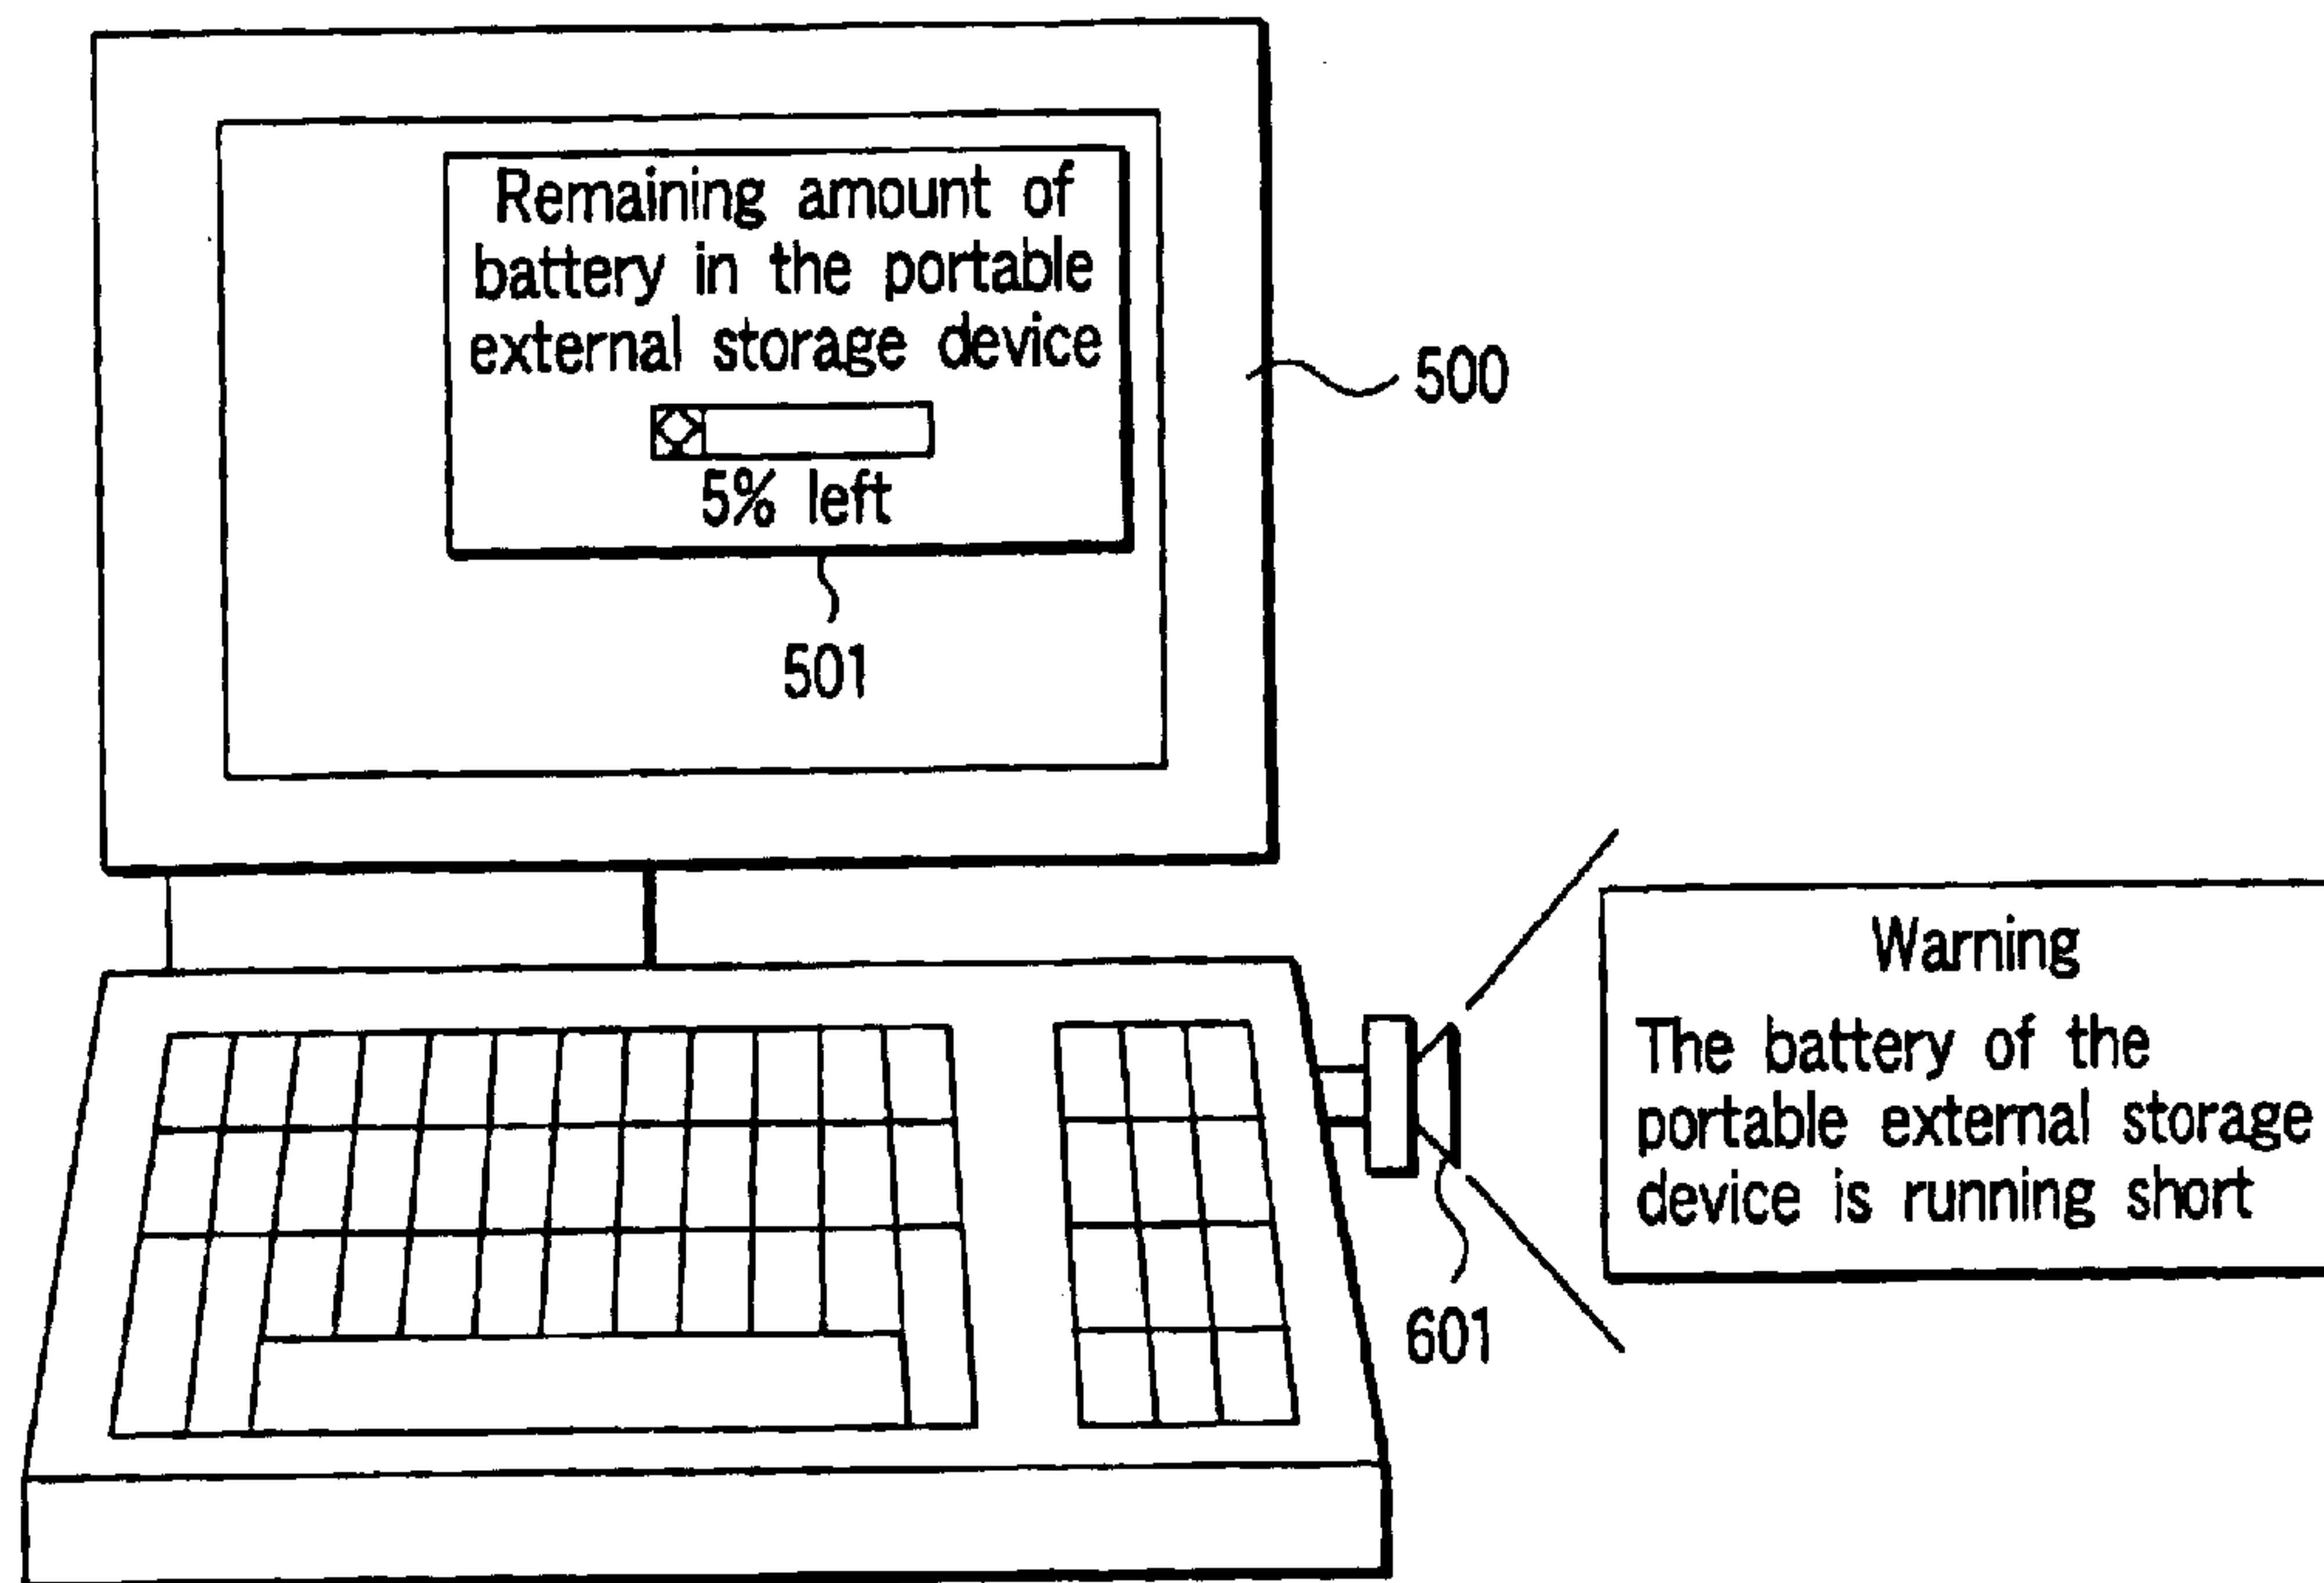 Remaining amount of
battery in the portable
external storage device
5% left
500
501
Warning
The battery of the
portable external storage
device is running short
601